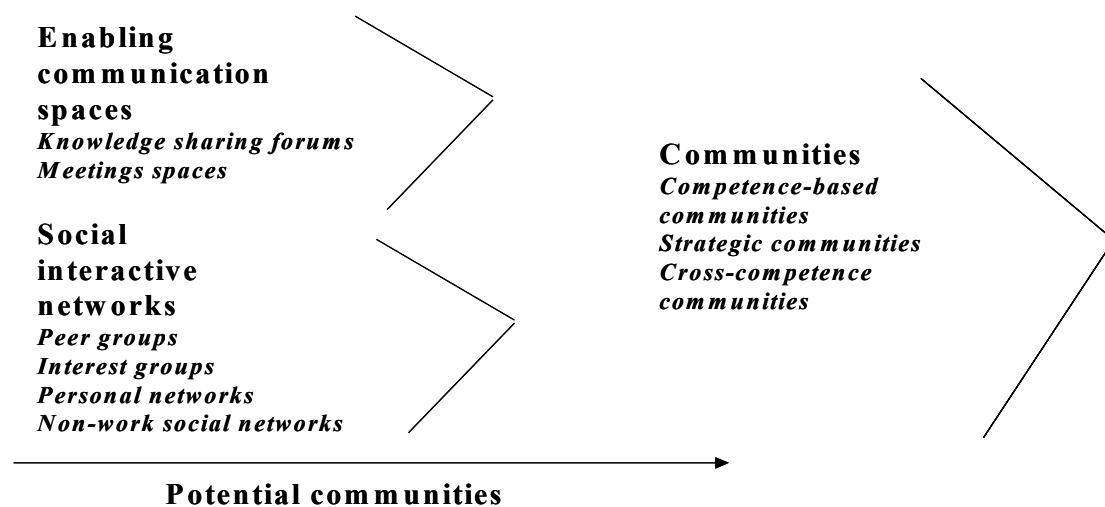 Enabling
communication
spaces
Knowledge sharing forums
Meetings spaces
Social
interactive
networks
Peer groups
Interest groups
Personal networks
Non-work social networks
Communities
Competence-based
communities
Strategic communities
Cross-competence
communities
Potential communities